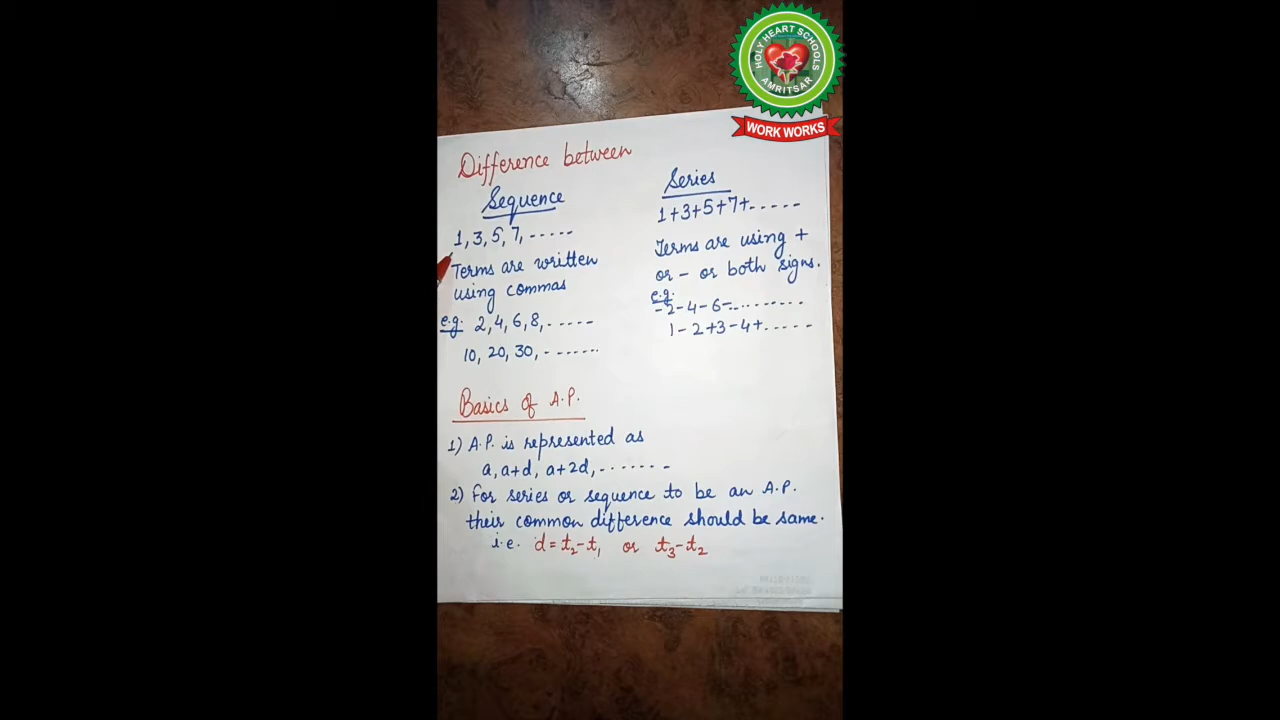 HOLY HEART SCHOOLS
AMRITSAR
WORK WORKS
Difference between
Sequence
1, 3, 5, 7, -----
Terms are written
using commas
e.g. 2, 4, 6, 8, -----
10, 20, 30, -------
Series
1+3+5+7+-----
Terms are using +
or - or both signs.
e.g.
-2-4-6-.........
1-2+3-4+-----
Basics of A.P.
1) A.P. is represented as
a, a+d, a+2d, -------
2) For series or sequence to be an A.P.
their common difference should be same.
i.e. d = t₂-t₁ or t₃-t₂